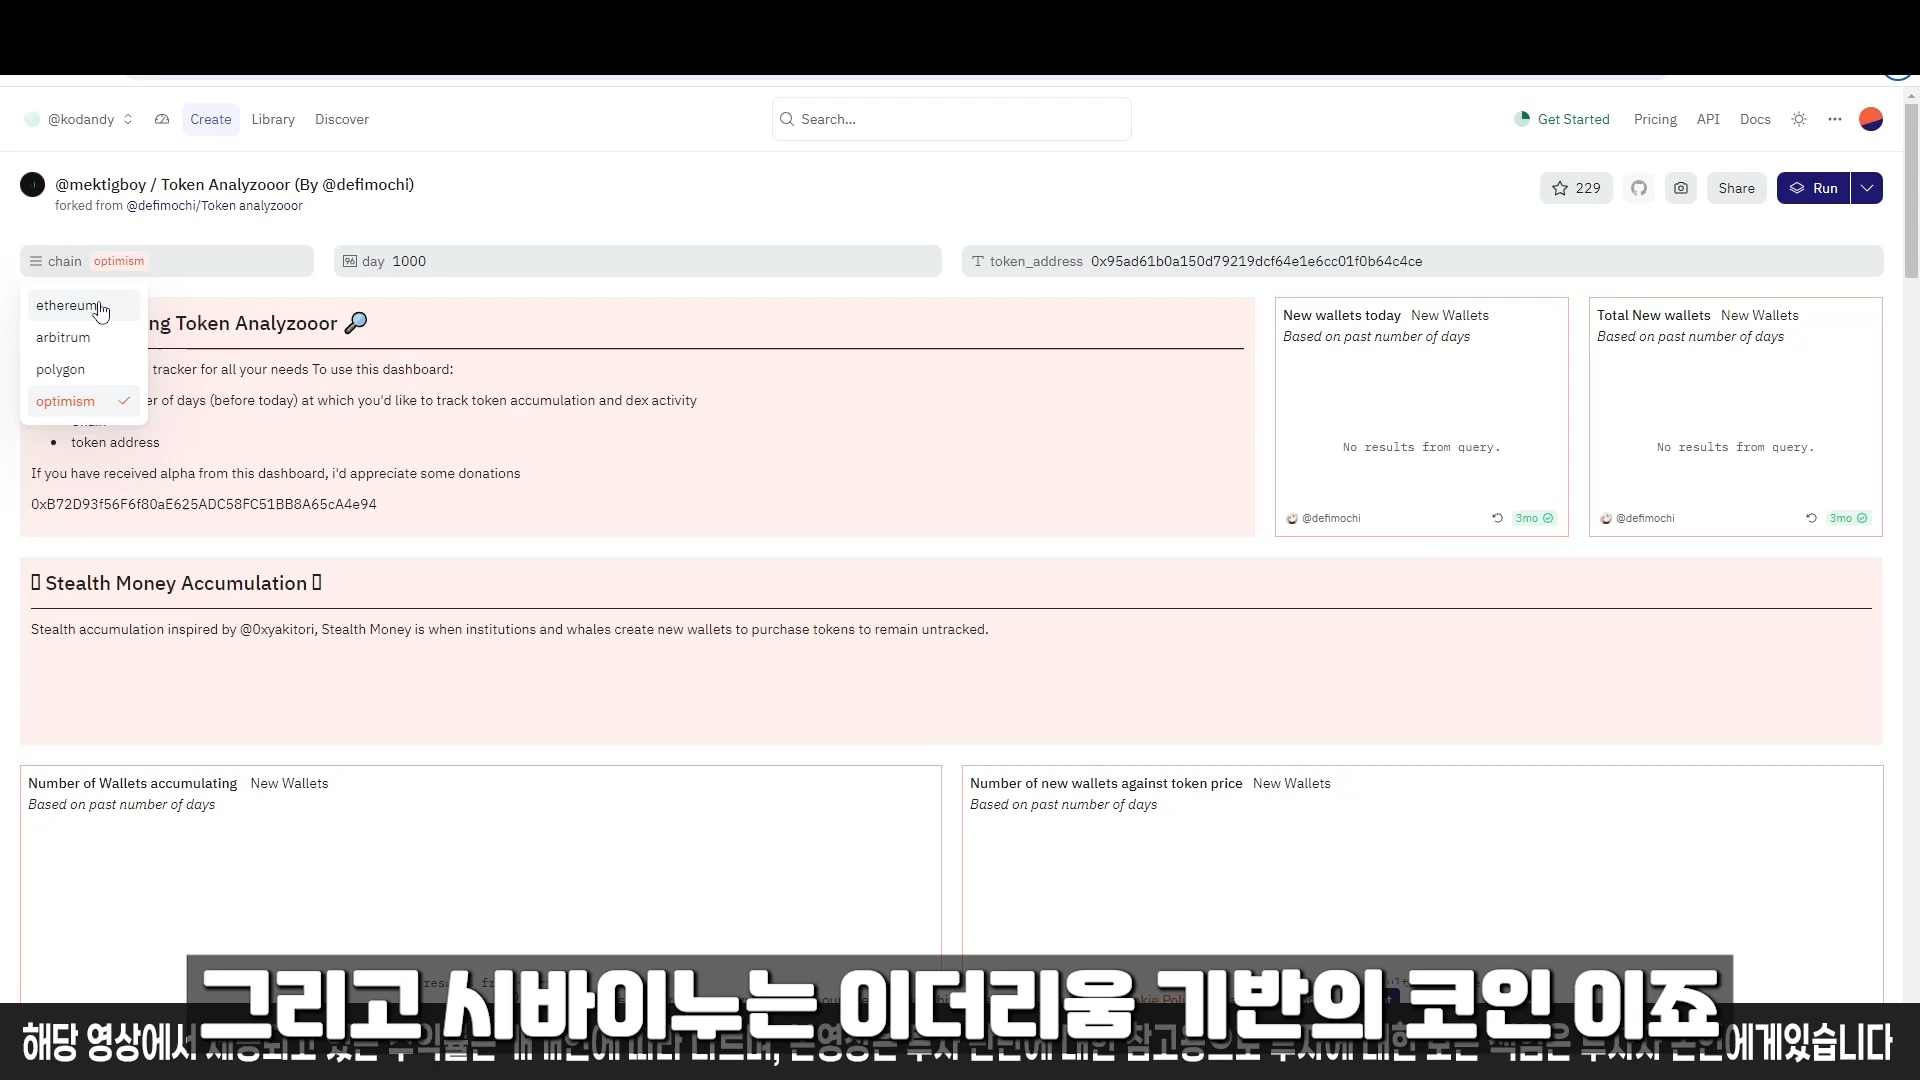 @kodandy
Create
Library
Discover
Search...
Get Started
Pricing
API
Docs
@mektigboy / Token Analyzooor (By @defimochi)
forked from @defimochi/Token analyzooor
229
Share
Run
chain optimism
day 1000
token_address 0x95ad61b0a150d79219dcf64e1e6cc01f0b64c4ce
ethereum
arbitrum
polygon
optimism
ng Token Analyzooor
tracker for all your needs To use this dashboard:
er of days (before today) at which you'd like to track token accumulation and dex activity
• token address
If you have received alpha from this dashboard, i'd appreciate some donations
0xB72D93f56F6f80aE625ADC58FC51BB8A65cA4e94
New wallets today New Wallets
Based on past number of days
No results from query.
@defimochi
3mo
Total New wallets New Wallets
Based on past number of days
No results from query.
@defimochi
3mo
Stealth Money Accumulation
Stealth accumulation inspired by @0xyakitori, Stealth Money is when institutions and whales create new wallets to purchase tokens to remain untracked.
Number of Wallets accumulating New Wallets
Based on past number of days
Number of new wallets against token price New Wallets
Based on past number of days
그리고 시바이누는 이더리움 기반의 코인 이죠
해당 영상에서 에게있습니다